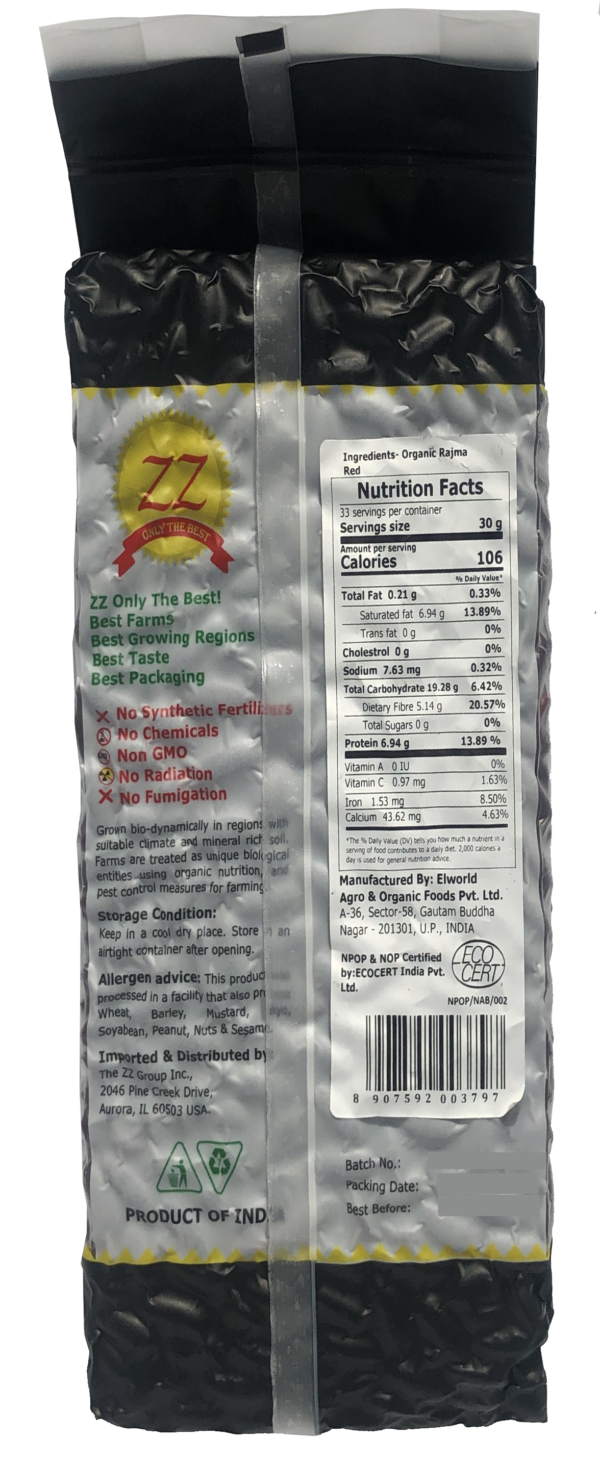 ZZ
ONLY THE BEST
ZZ Only The Best!
Best Farms
Best Growing Regions
Best Taste
Best Packaging
No Synthetic Fertilizers
No Chemicals
Non GMO
No Radiation
No Fumigation
Grown bio-dynamically in regions with
suitable climate and mineral rich soil.
Farms are treated as unique biological
entities using organic nutrition, and
pest control measures for farming
Storage Condition:
Keep in a cool dry place. Store in an
airtight container after opening.
Allergen advice: This product
processed in a facility that also
Wheat, Barley, Mustard,
Soyabean, Peanut, Nuts & Sesame
Imported & Distributed by
The ZZ Group Inc.,
2046 Pine Creek Drive,
Aurora, IL 60503 USA.
PRODUCT OF
Ingredients- Organic Rajma
Red
Nutrition Facts
33 servings per container
Servings size 30 g
Amount per serving
Calories 106
% Daily Value*
Total Fat 0.21 g 0.33%
Saturated fat 6.94 g 13.89%
Trans fat 0 g 0%
Cholestrol 0 g 0%
Sodium 7.63 mg 0.32%
Total Carbohydrate 19.28 g 6.42%
Dietary Fibre 5.14 g 20.57%
Total Sugars 0 g 0%
Protein 6.94 g 13.89 %
Vitamin A 0 IU 0%
Vitamin C 0.97 mg 1.63%
Iron 1.53 mg 8.50%
Calcium 43.62 mg 4.63%
*The % Daily Value (DV) tells you how much a nutrient in a
serving of food contributes to a daily diet. 2,000 calories a
day is used for general nutrition advice.
Manufactured By: Elworld
Agro & Organic Foods Pvt. Ltd.
A-36, Sector-58, Gautam Buddha
Nagar - 201301, U.P., INDIA
NPOP & NOP Certified
by:ECOCERT India Pvt.
Ltd.
ECO
CERT
NPOP/NAB/002
8 907592 003797
Batch No.:
Packing Date:
Best Before: